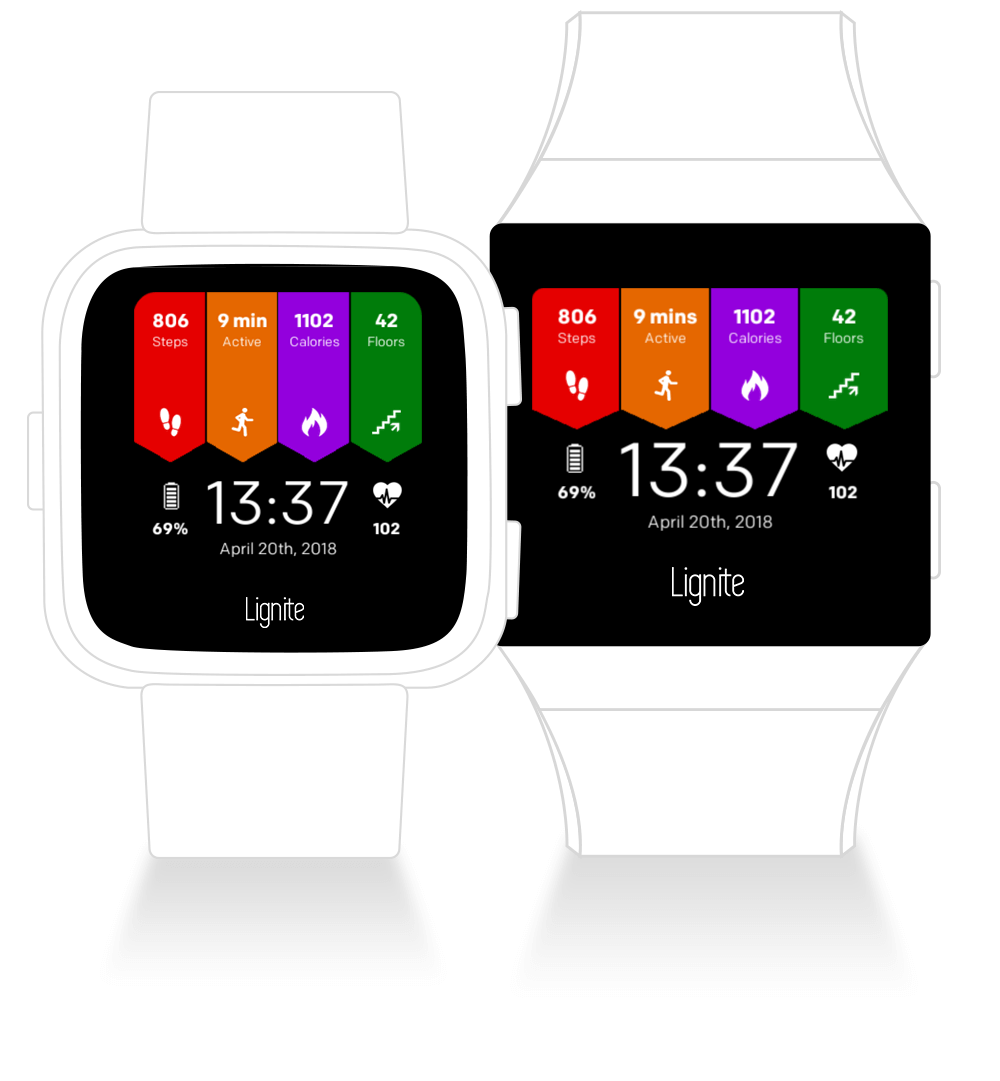 806 9 min 1102 42
Steps Active Calories Floors
13:37
69% 102
April 20th, 2018
Lignite
806 9 mins 1102 42
Steps Active Calories Floors
13:37
69% 102
April 20th, 2018
Lignite